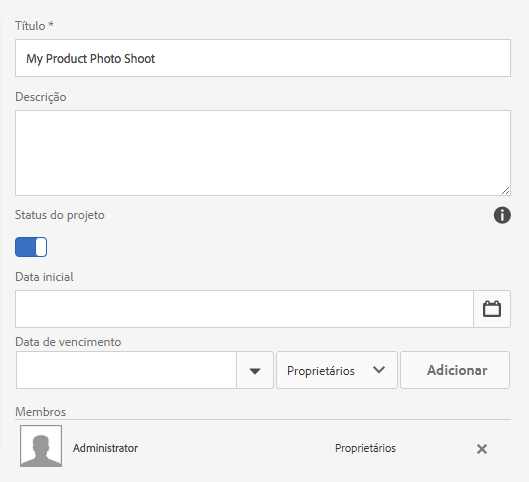 Título *
My Product Photo Shoot
Descrição
Status do projeto
Data inicial
Data de vencimento
Proprietários
Adicionar
Membros
Administrator Proprietários